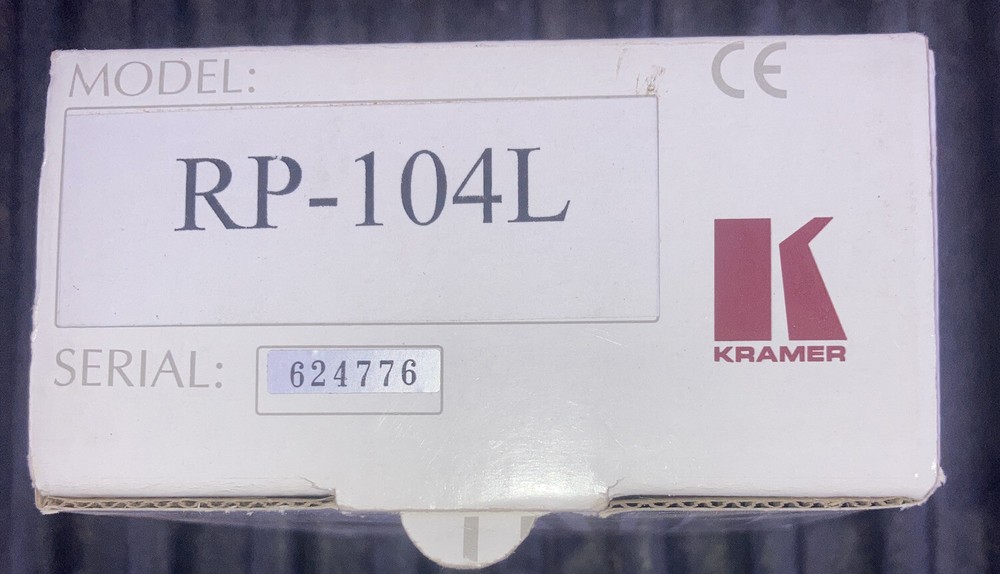 MODEL:
CE
RP-104L
K
KRAMER
SERIAL:
624776